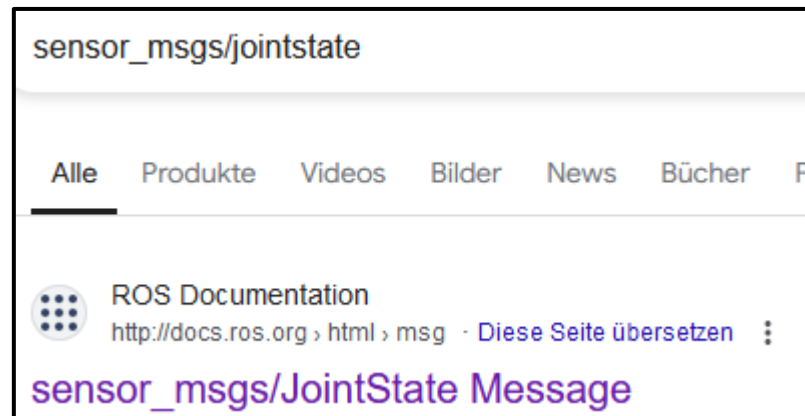 sensor_msgs/jointstate
Alle Produkte Videos Bilder News Bücher
ROS Documentation
http://docs.ros.org › html › msg · Diese Seite übersetzen
sensor_msgs/JointState Message